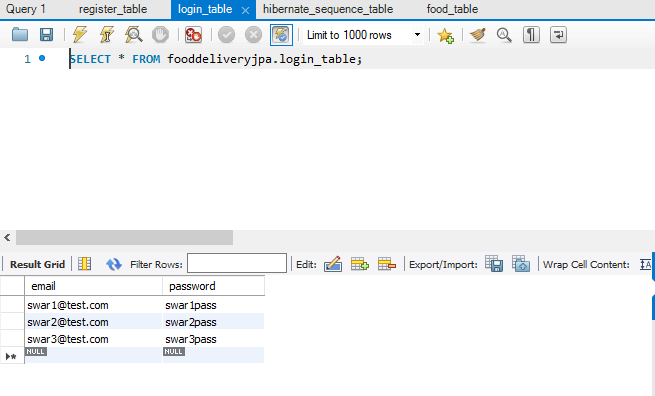 Query 1 register_table login_table hibernate_sequence_table food_table
Limit to 1000 rows
1 SELECT * FROM fooddeliveryjpa.login_table;
Result Grid Filter Rows: Edit: Export/Import: Wrap Cell Content:
email password
swar1@test.com swar1pass
swar2@test.com swar2pass
swar3@test.com swar3pass
NULL NULL